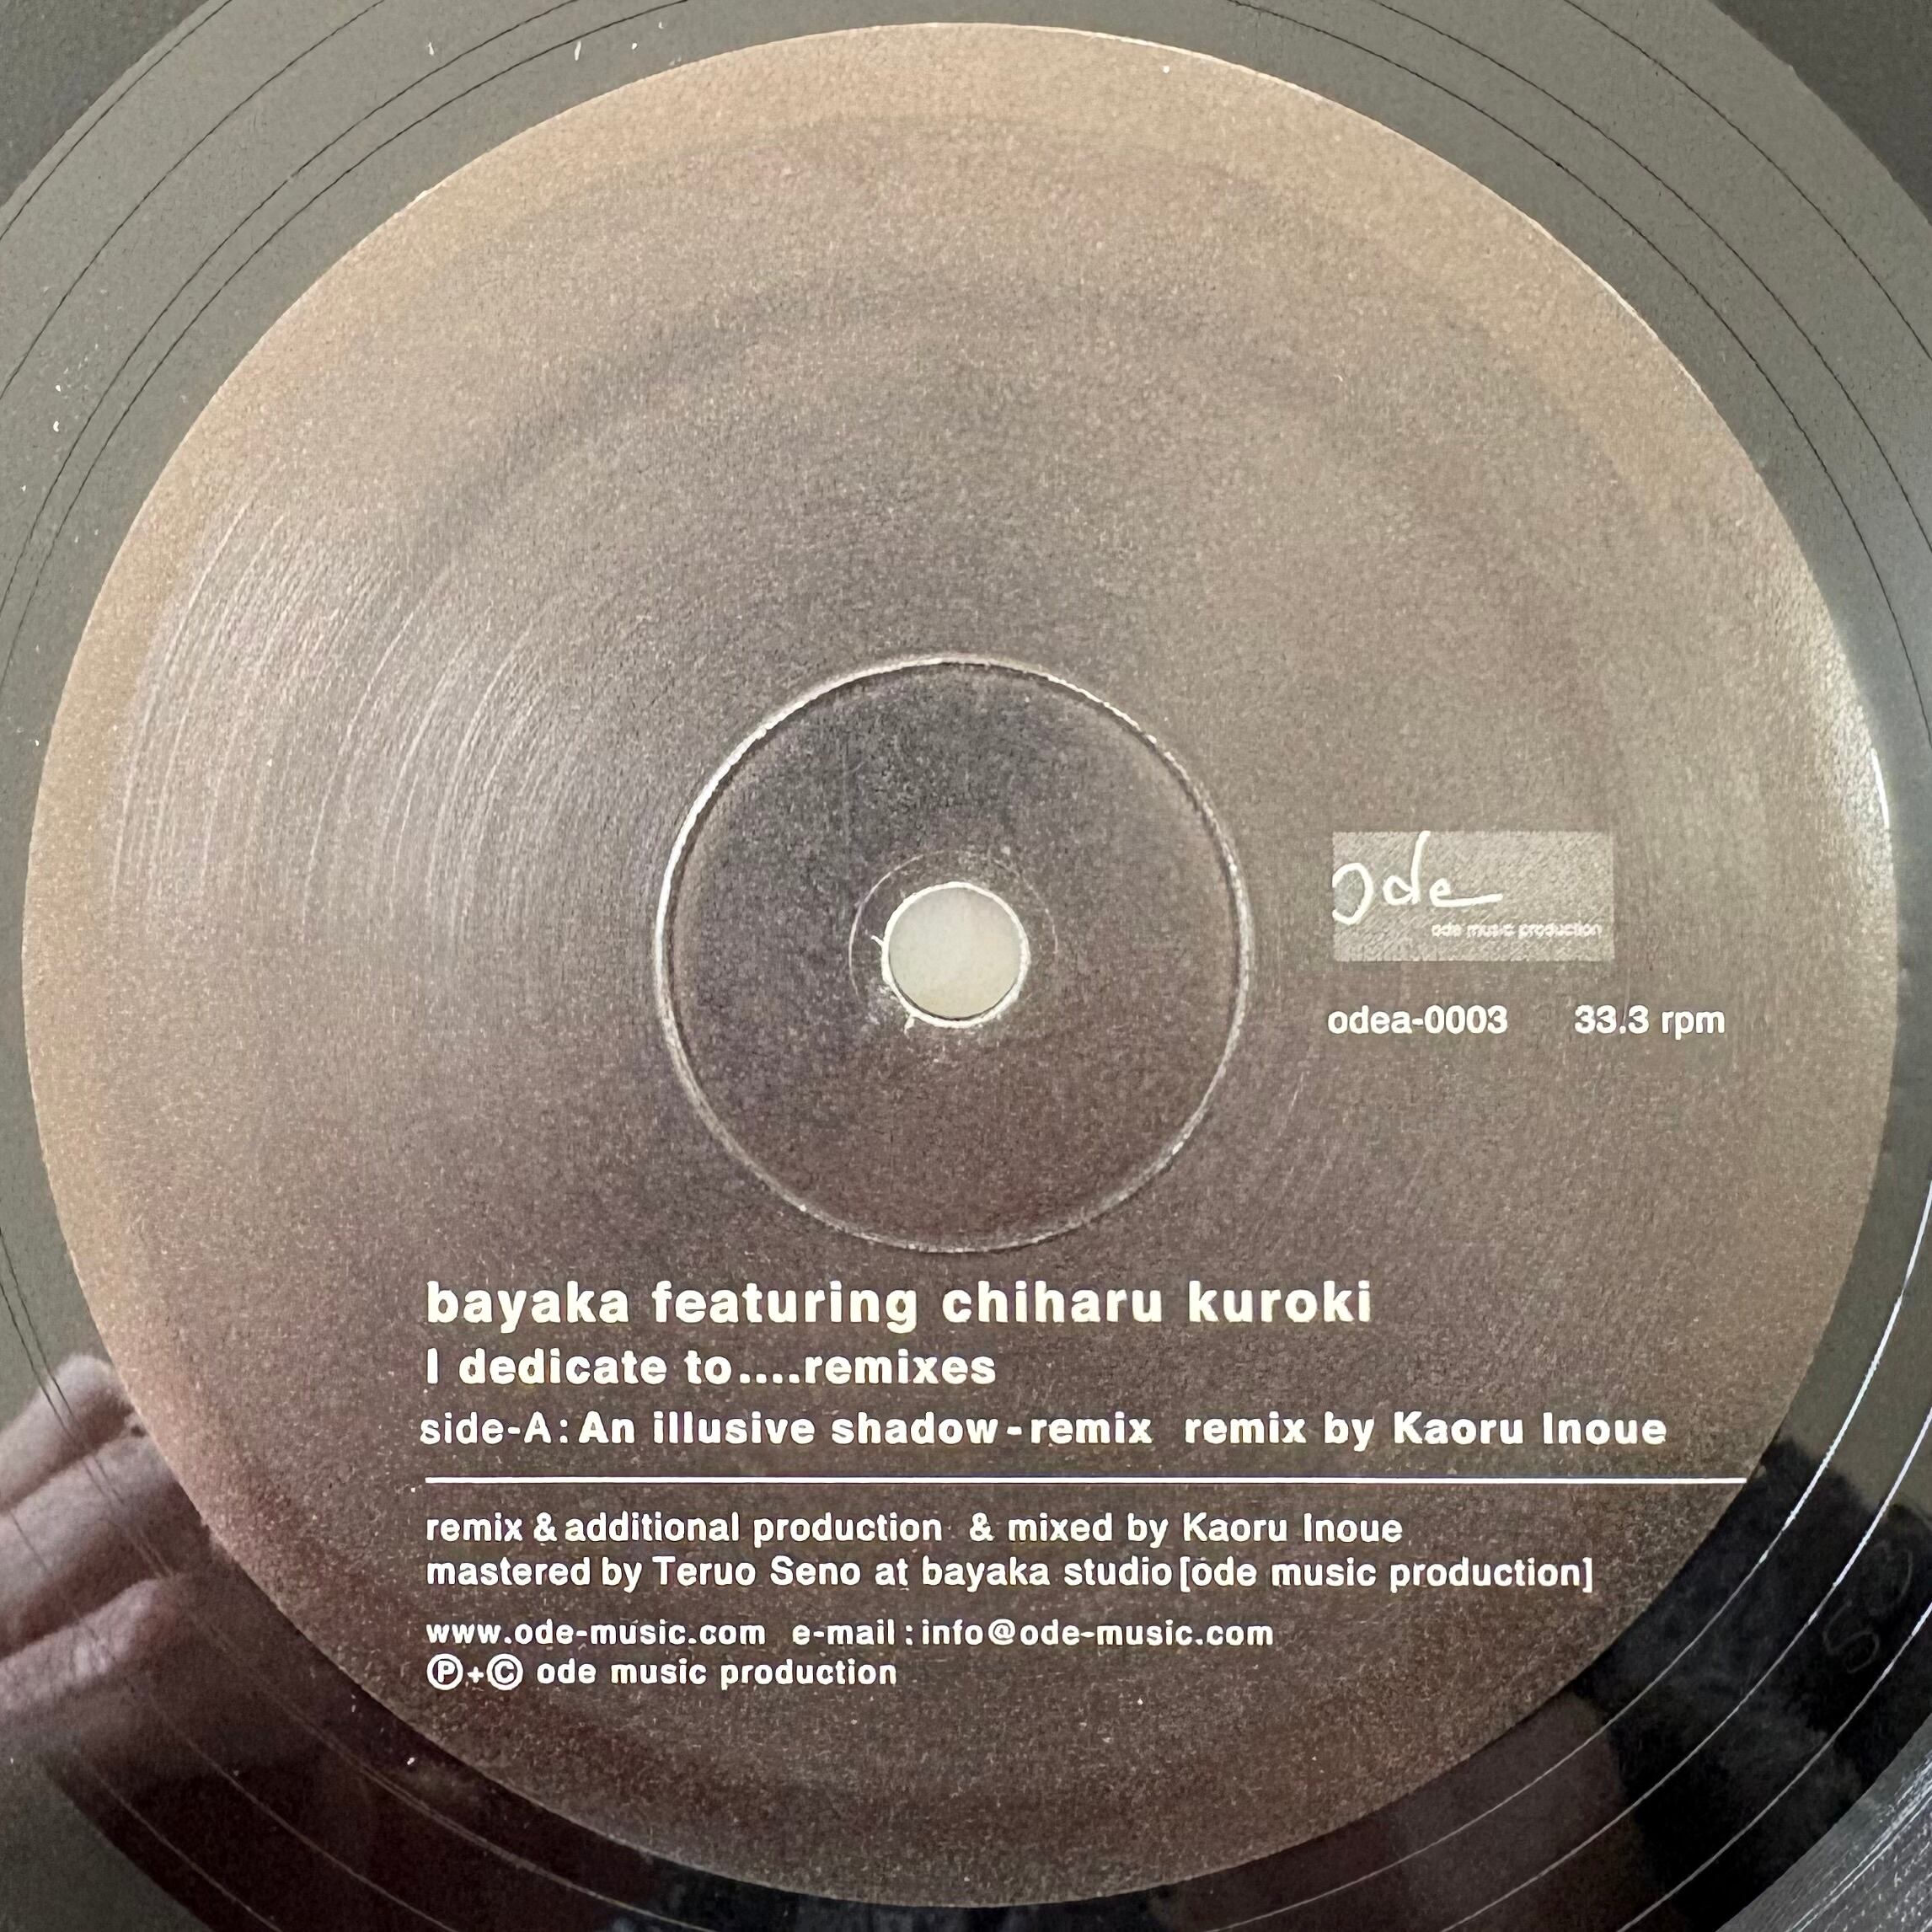 ode
ode music production
odea-0003 33.3 rpm
bayaka featuring chiharu kuroki
I dedicate to....remixes
side-A: An illusive shadow-remix remix by Kaoru Inoue
remix & additional production & mixed by Kaoru Inoue
mastered by Teruo Seno at bayaka studio[ode music production]
www.ode-music.com e-mail : info@ode-music.com
Ⓟ+© ode music production